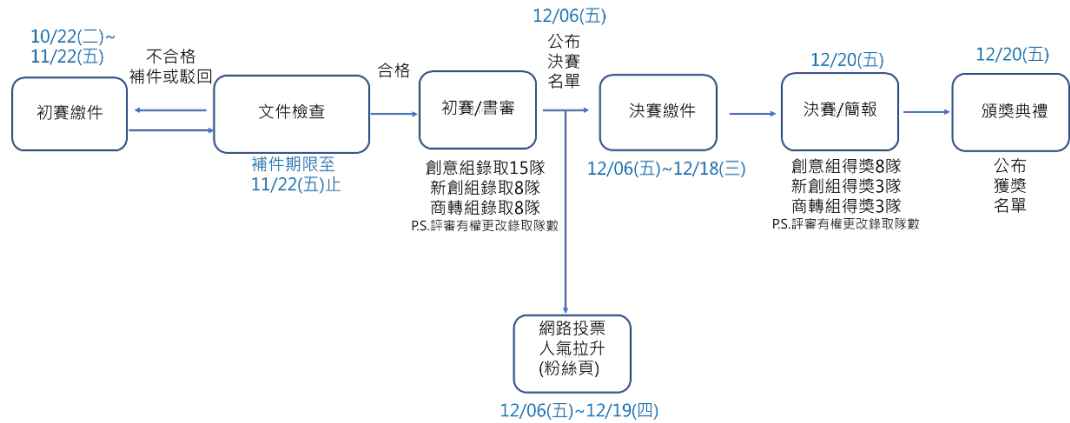 10/22(二)~
11/22(五)
初賽繳件
不合格
補件或駁回
文件檢查
補件期限至
11/22(五)止
合格
初賽/書審
創意組錄取15隊
新創組錄取8隊
商轉組錄取8隊
P.S.評審有權更改錄取隊數
12/06(五)
公布
決賽
名單
網路投票
人氣拉升
(粉絲頁)
12/06(五)~12/19(四)
決賽繳件
12/06(五)~12/18(三)
12/20(五)
決賽/簡報
創意組得獎8隊
新創組得獎3隊
商轉組得獎3隊
P.S.評審有權更改錄取隊數
12/20(五)
頒獎典禮
公布
獲獎
名單